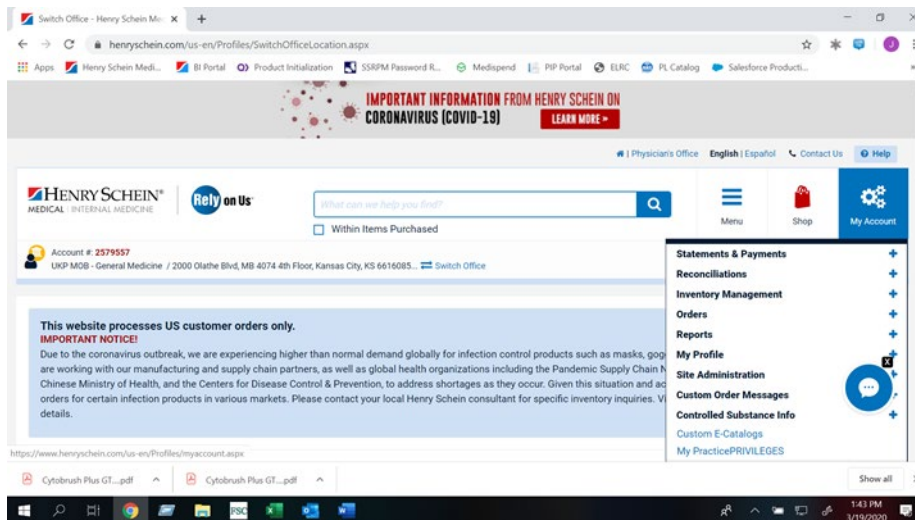 Switch Office - Henry Schein Me
henryschein.com/us-en/Profiles/SwitchOfficeLocation.aspx
Apps Henry Schein Medi... BI Portal Product Initialization SSRPM Password R... Medispend PIP Portal ELRC PL Catalog Salesforce Producti...
IMPORTANT INFORMATION FROM HENRY SCHEIN ON
CORONAVIRUS (COVID-19) LEARN MORE »
| Physician's Office English | Español Contact Us Help
HENRY SCHEIN®
MEDICAL | INTERNAL MEDICINE
Rely on Us
What can we help you find?
Within Items Purchased
Menu Shop My Account
Account #: 2579557
UKP MOB - General Medicine / 2000 Olathe Blvd, MB 4074 4th Floor, Kansas City, KS 6616085... Switch Office
Statements & Payments +
Reconciliations +
Inventory Management +
Orders +
Reports +
My Profile +
Site Administration +
Custom Order Messages
Controlled Substance Info +
Custom E-Catalogs
My PracticePRIVILEGES
X
This website processes US customer orders only.
IMPORTANT NOTICE!
Due to the coronavirus outbreak, we are experiencing higher than normal demand globally for infection control products such as masks, gog
are working with our manufacturing and supply chain partners, as well as global health organizations including the Pandemic Supply Chain N
Chinese Ministry of Health, and the Centers for Disease Control & Prevention, to address shortages as they occur. Given this situation and ac
orders for certain infection products in various markets. Please contact your local Henry Schein consultant for specific inventory inquiries. Vi
details.
https://www.henryschein.com/us-en/Profiles/myaccount.aspx
Cytobrush Plus GT....pdf Cytobrush Plus GT....pdf Show all
FSC
1:43 PM
3/19/2020